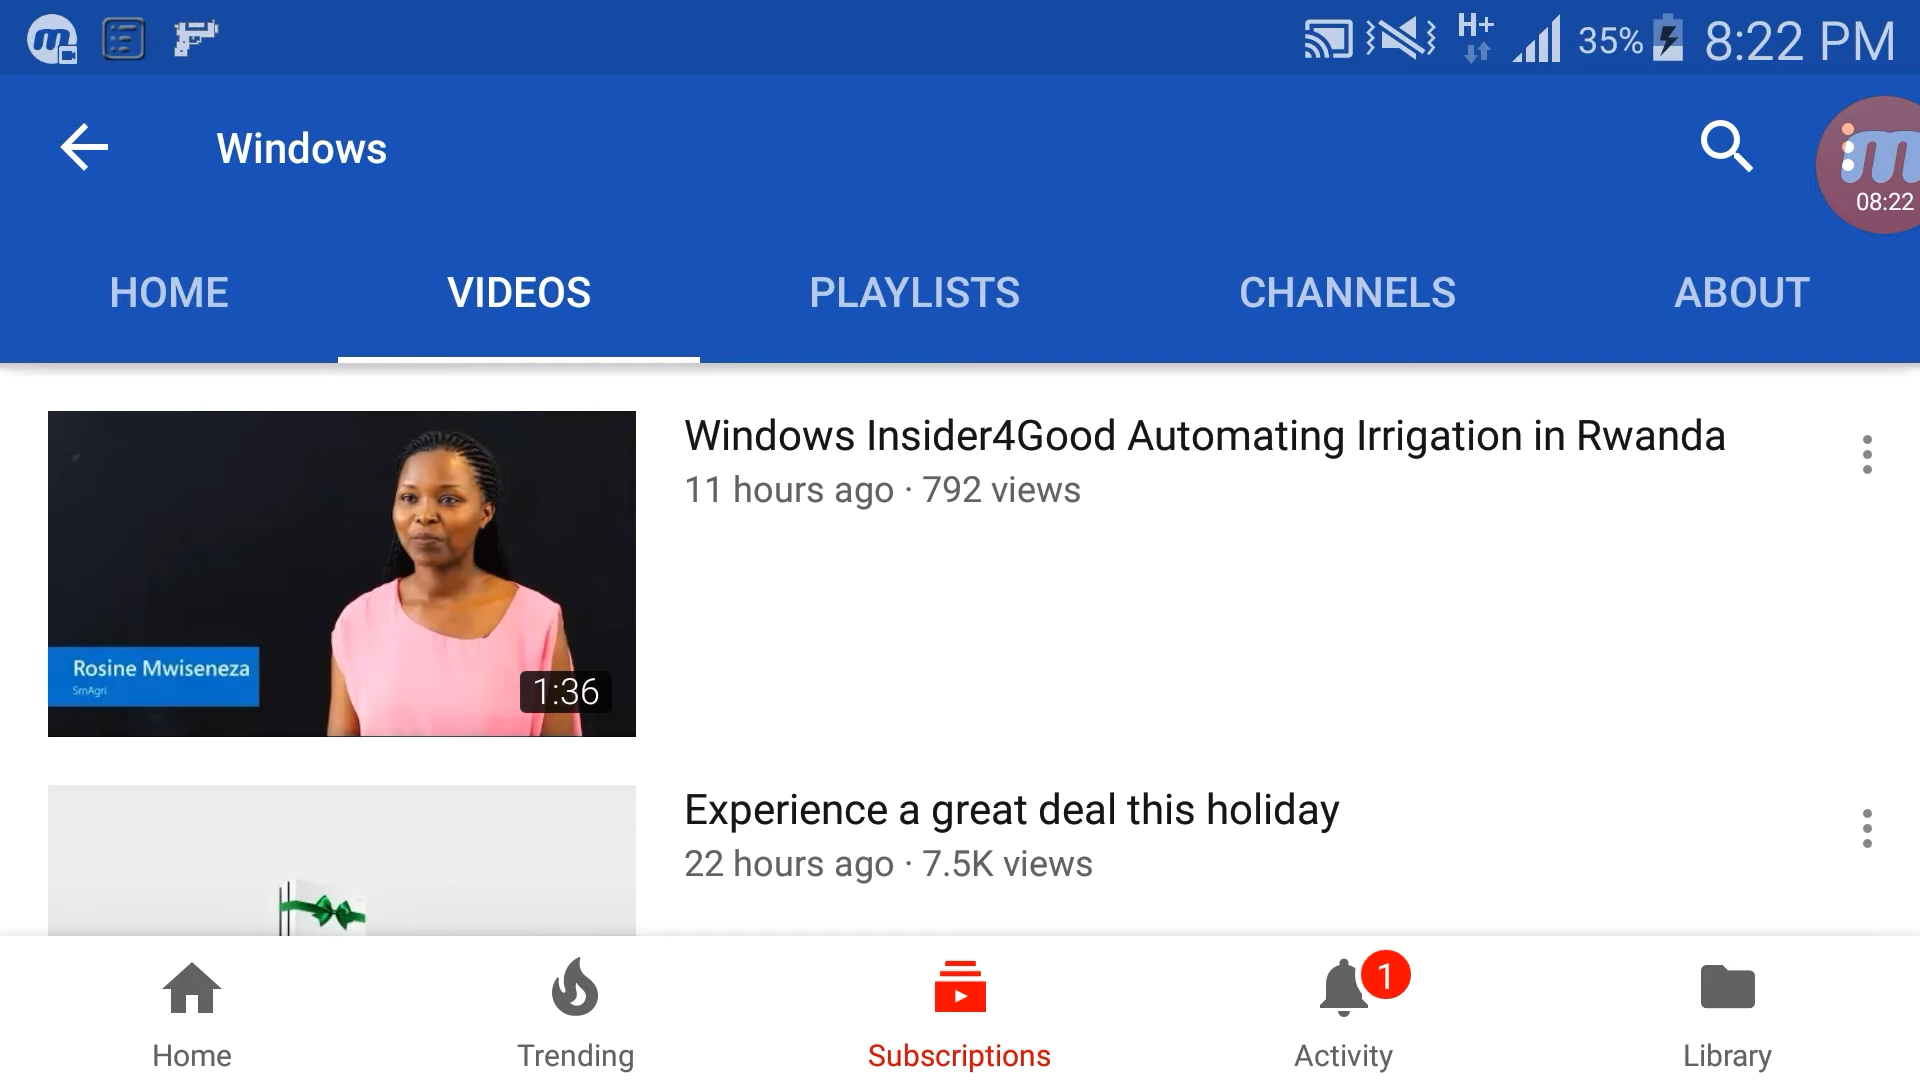 m
H+
35%
8:22 PM
Windows
m
08:22
HOME
VIDEOS
PLAYLISTS
CHANNELS
ABOUT
Rosine Mwiseneza
SmAgri
1:36
Windows Insider4Good Automating Irrigation in Rwanda
11 hours ago · 792 views
Experience a great deal this holiday
22 hours ago · 7.5K views
Home
Trending
Subscriptions
1
Activity
Library